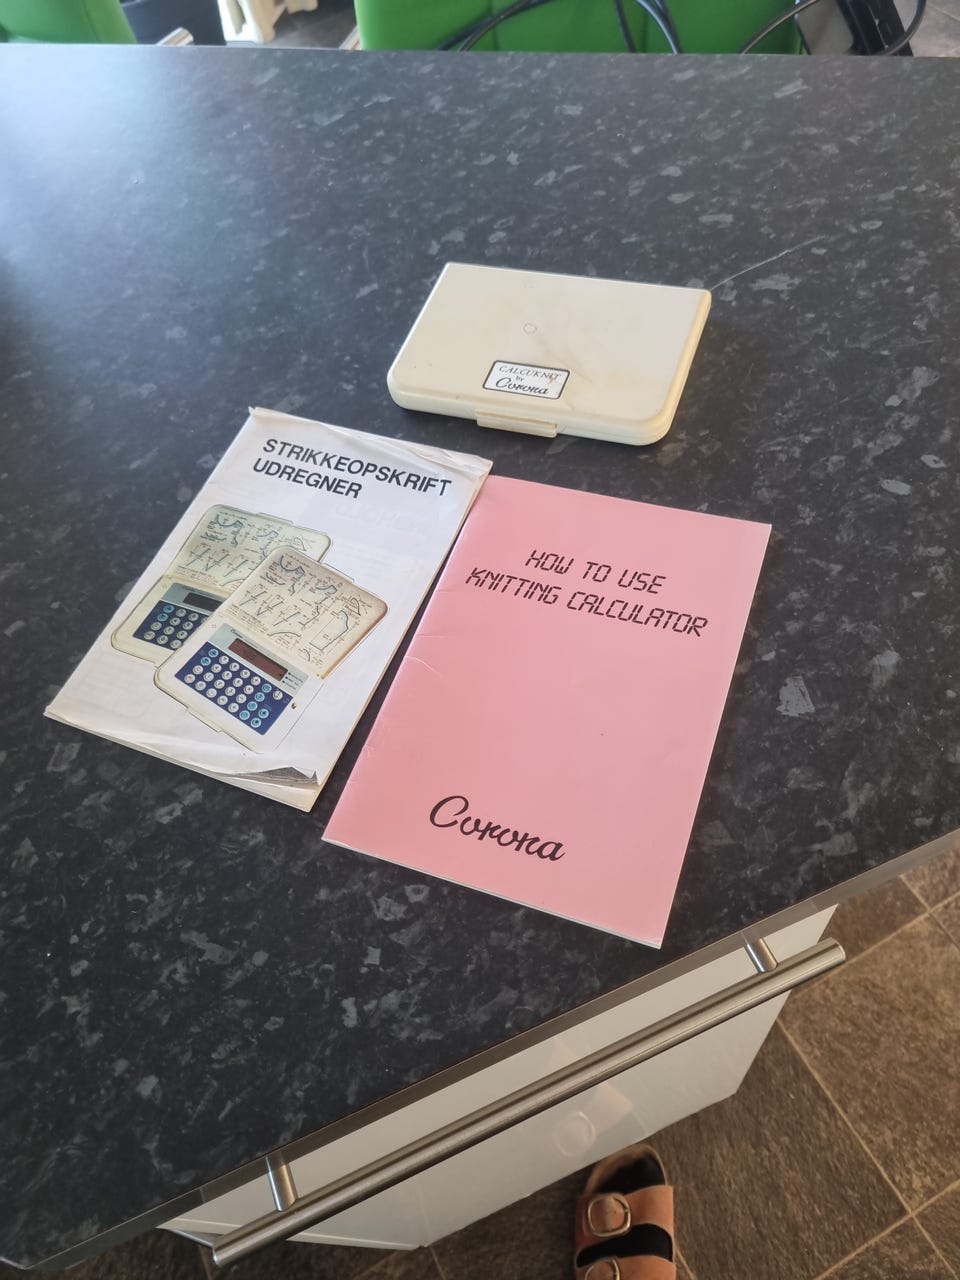 CALCUKNIT
by
Corona
STRIKKEOPSKRIFT
UDREGNER
HOW TO USE
KNITTING CALCULATOR
Corona